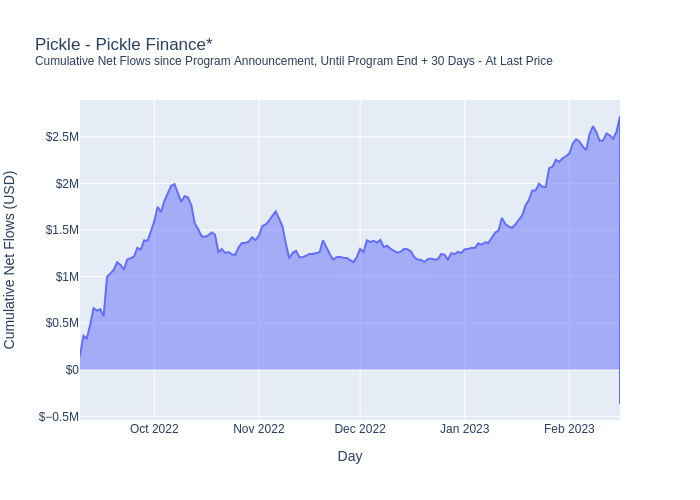 Pickle - Pickle Finance*
Cumulative Net Flows since Program Announcement, Until Program End + 30 Days - At Last Price
Cumulative Net Flows (USD)
$2.5M
$2M
$1.5M
$1M
$0.5M
$0
$−0.5M
Oct 2022
Nov 2022
Dec 2022
Jan 2023
Feb 2023
Day